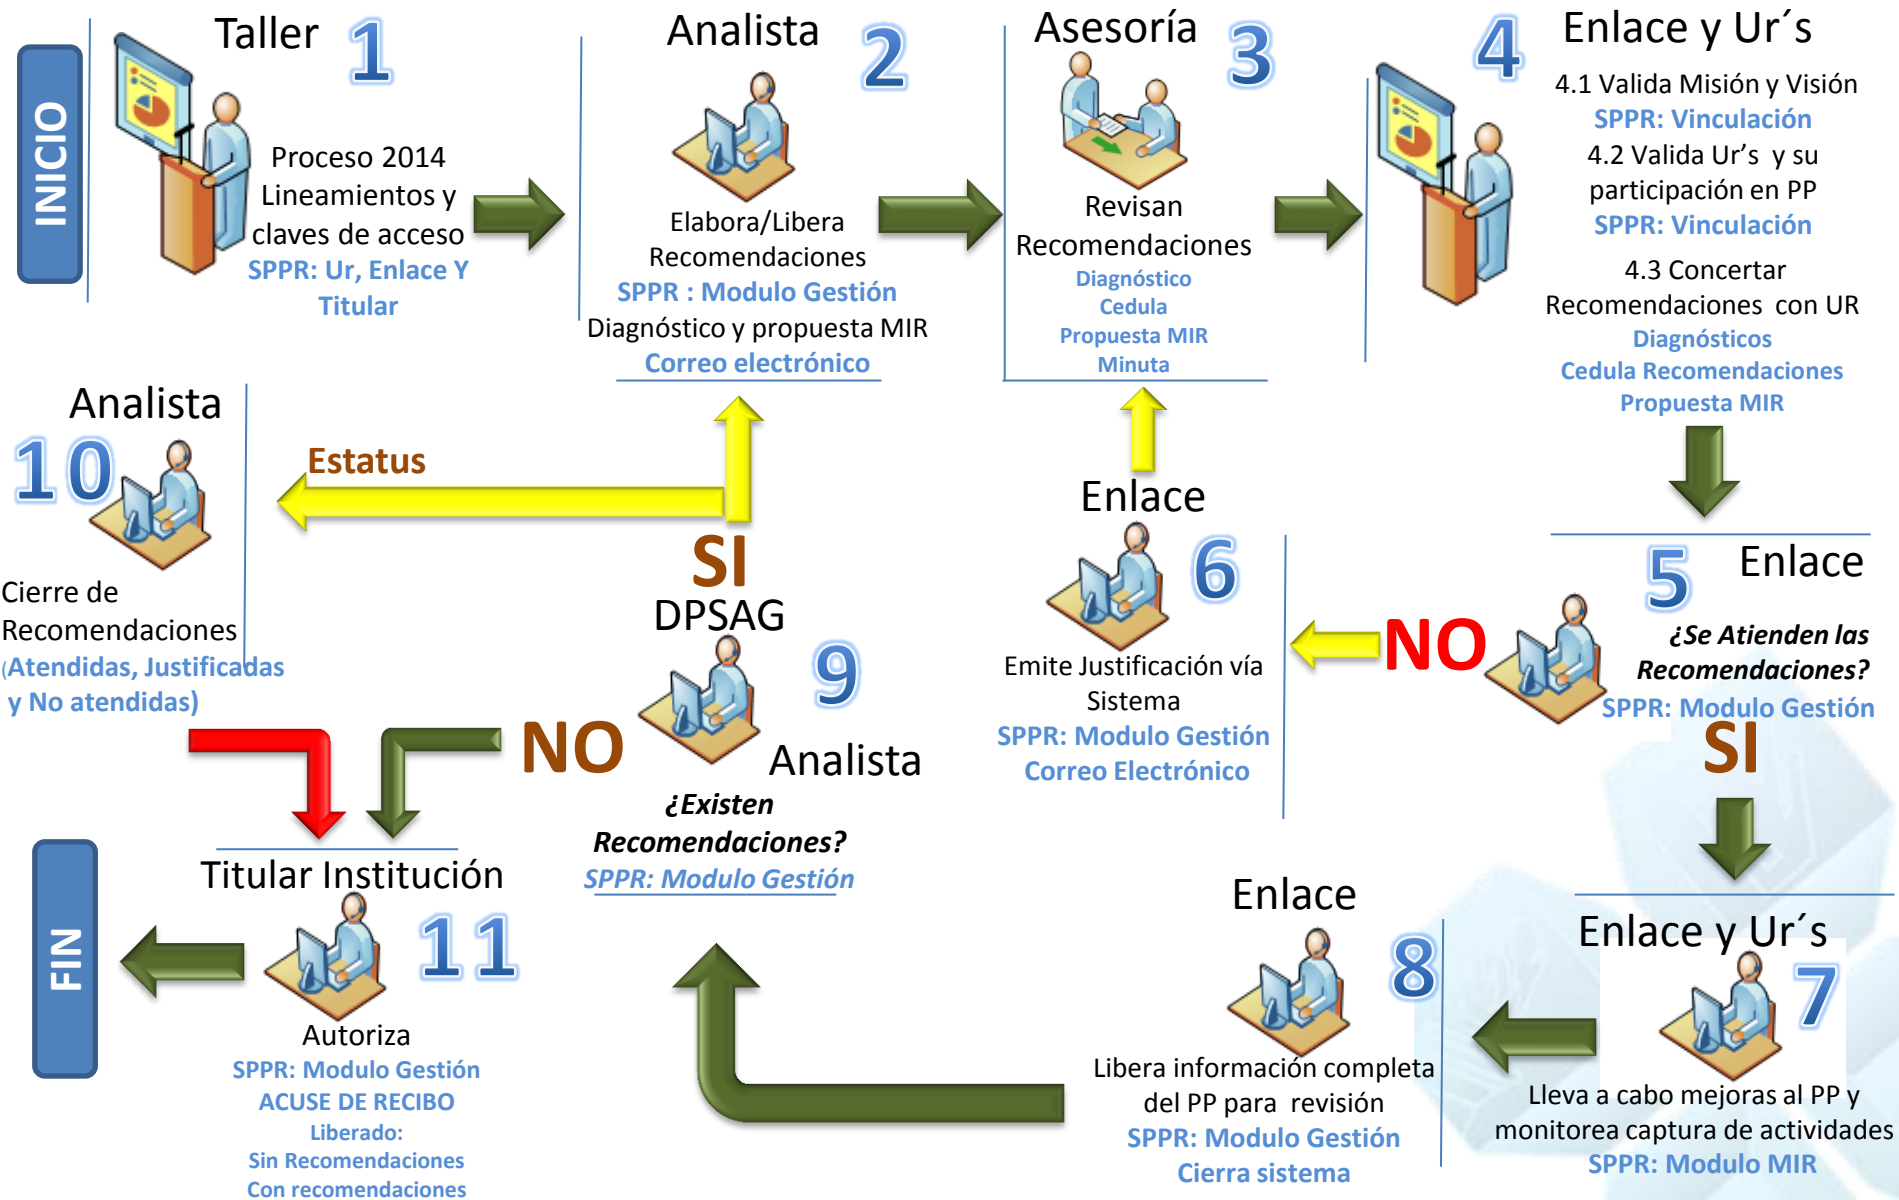 INICIO
Taller
1
Proceso 2014
Lineamientos y
claves de acceso
SPPR: Ur, Enlace Y
Titular
Analista
2
Elabora/Libera
Recomendaciones
SPPR : Modulo Gestión
Diagnóstico y propuesta MIR
Correo electrónico
Asesoría
3
Revisan
Recomendaciones
Diagnóstico
Cedula
Propuesta MIR
Minuta
4
Enlace y Ur´s
4.1 Valida Misión y Visión
SPPR: Vinculación
4.2 Valida Ur's y su
participación en PP
SPPR: Vinculación
4.3 Concertar
Recomendaciones con UR
Diagnósticos
Cedula Recomendaciones
Propuesta MIR
5
Enlace
¿Se Atienden las
Recomendaciones?
SPPR: Modulo Gestión
NO
SI
Enlace
6
Emite Justificación vía
Sistema
SPPR: Modulo Gestión
Correo Electrónico
Enlace y Ur´s
7
Lleva a cabo mejoras al PP y
monitorea captura de actividades
SPPR: Modulo MIR
Enlace
8
Libera información completa
del PP para revisión
SPPR: Modulo Gestión
Cierra sistema
SI
DPSAG
9
Analista
¿Existen
Recomendaciones?
SPPR: Modulo Gestión
NO
Estatus
Analista
10
Cierre de
Recomendaciones
(Atendidas, Justificadas
y No atendidas)
Titular Institución
11
Autoriza
SPPR: Modulo Gestión
ACUSE DE RECIBO
Liberado:
Sin Recomendaciones
Con recomendaciones
FIN